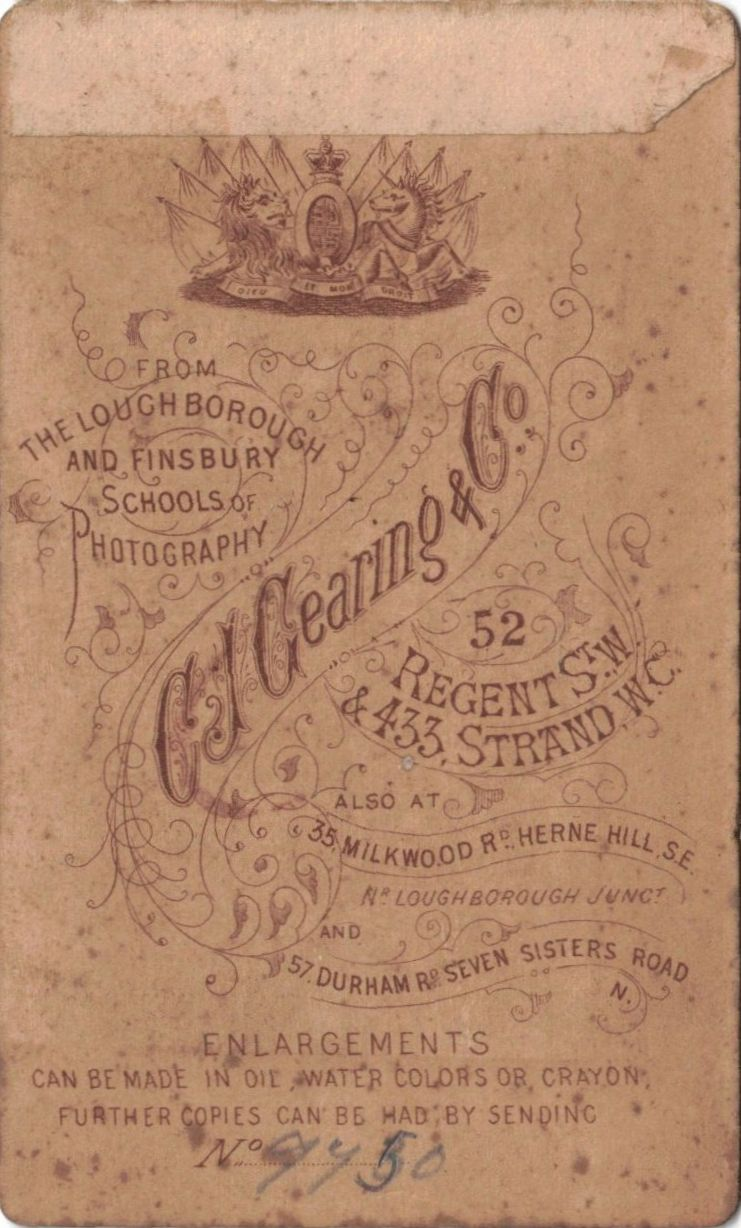 DIEU ET MON DROIT
FROM
THE LOUGHBOROUGH
AND FINSBURY
SCHOOLS OF
PHOTOGRAPHY
C J Gearing & Co
52
REGENT ST. W.
& 433, STRAND, W.C.
ALSO AT
35, MILKWOOD RD. HERNE HILL, S.E.
NR LOUGHBOROUGH JUNCT
AND
57, DURHAM RD. SEVEN SISTERS ROAD
N.
ENLARGEMENTS
CAN BE MADE IN OIL, WATER COLORS OR CRAYON,
FURTHER COPIES CAN BE HAD BY SENDING
No